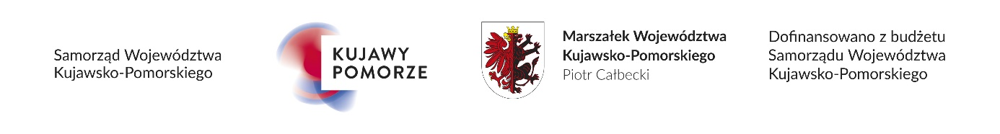 Samorząd Województwa
Kujawsko-Pomorskiego
KUJAWY
POMORZE
Marszałek Województwa
Kujawsko-Pomorskiego
Piotr Całbecki
Dofinansowano z budżetu
Samorządu Województwa
Kujawsko-Pomorskiego